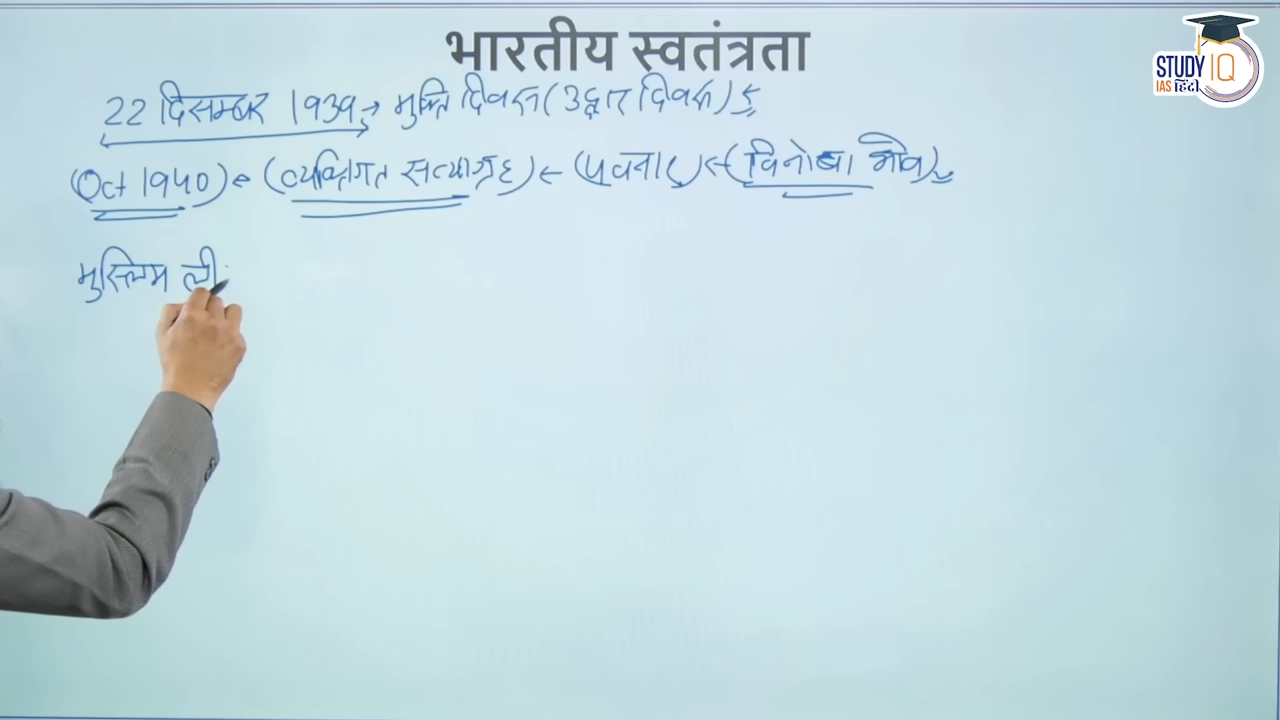 भारतीय स्वतंत्रता
STUDY IQ
IAS हिंदी
22 दिसम्बर 1939 → मुक्ति दिवस (उद्धार दिवस)
(Oct 1940) (व्यक्तिगत सत्याग्रह) ← (पवनार) ← (विनोबा भावे)
मुस्लिम ली